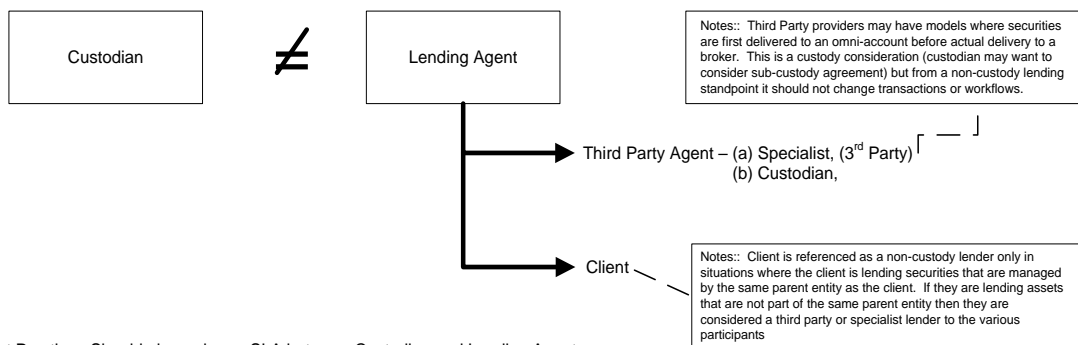 Custodian
≠
Lending Agent
Notes:: Third Party providers may have models where securities
are first delivered to an omni-account before actual delivery to a
broker. This is a custody consideration (custodian may want to
consider sub-custody agreement) but from a non-custody lending
standpoint it should not change transactions or workflows.
Third Party Agent – (a) Specialist, (3rd Party)
(b) Custodian,
Client
Notes:: Client is referenced as a non-custody lender only in
situations where the client is lending securities that are managed
by the same parent entity as the client. If they are lending assets
that are not part of the same parent entity then they are
considered a third party or specialist lender to the various
participants